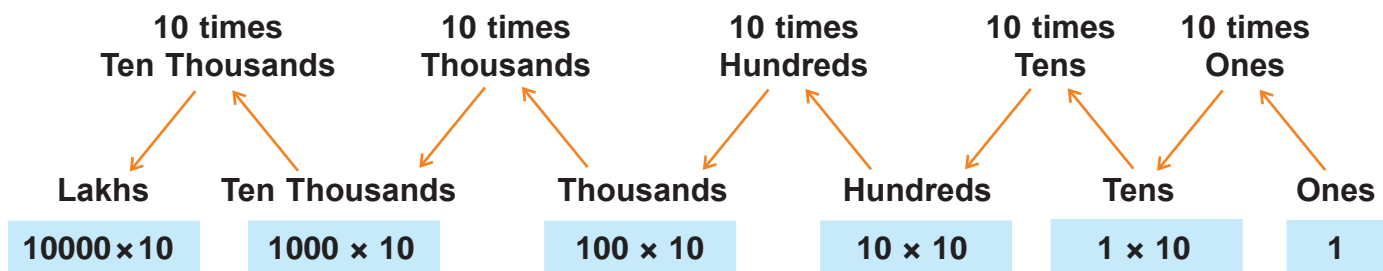 10 times 10 times 10 times 10 times 10 times
Ten Thousands Thousands Hundreds Tens Ones
Lakhs Ten Thousands Thousands Hundreds Tens Ones
10000 × 10 1000 × 10 100 × 10 10 × 10 1 × 10 1